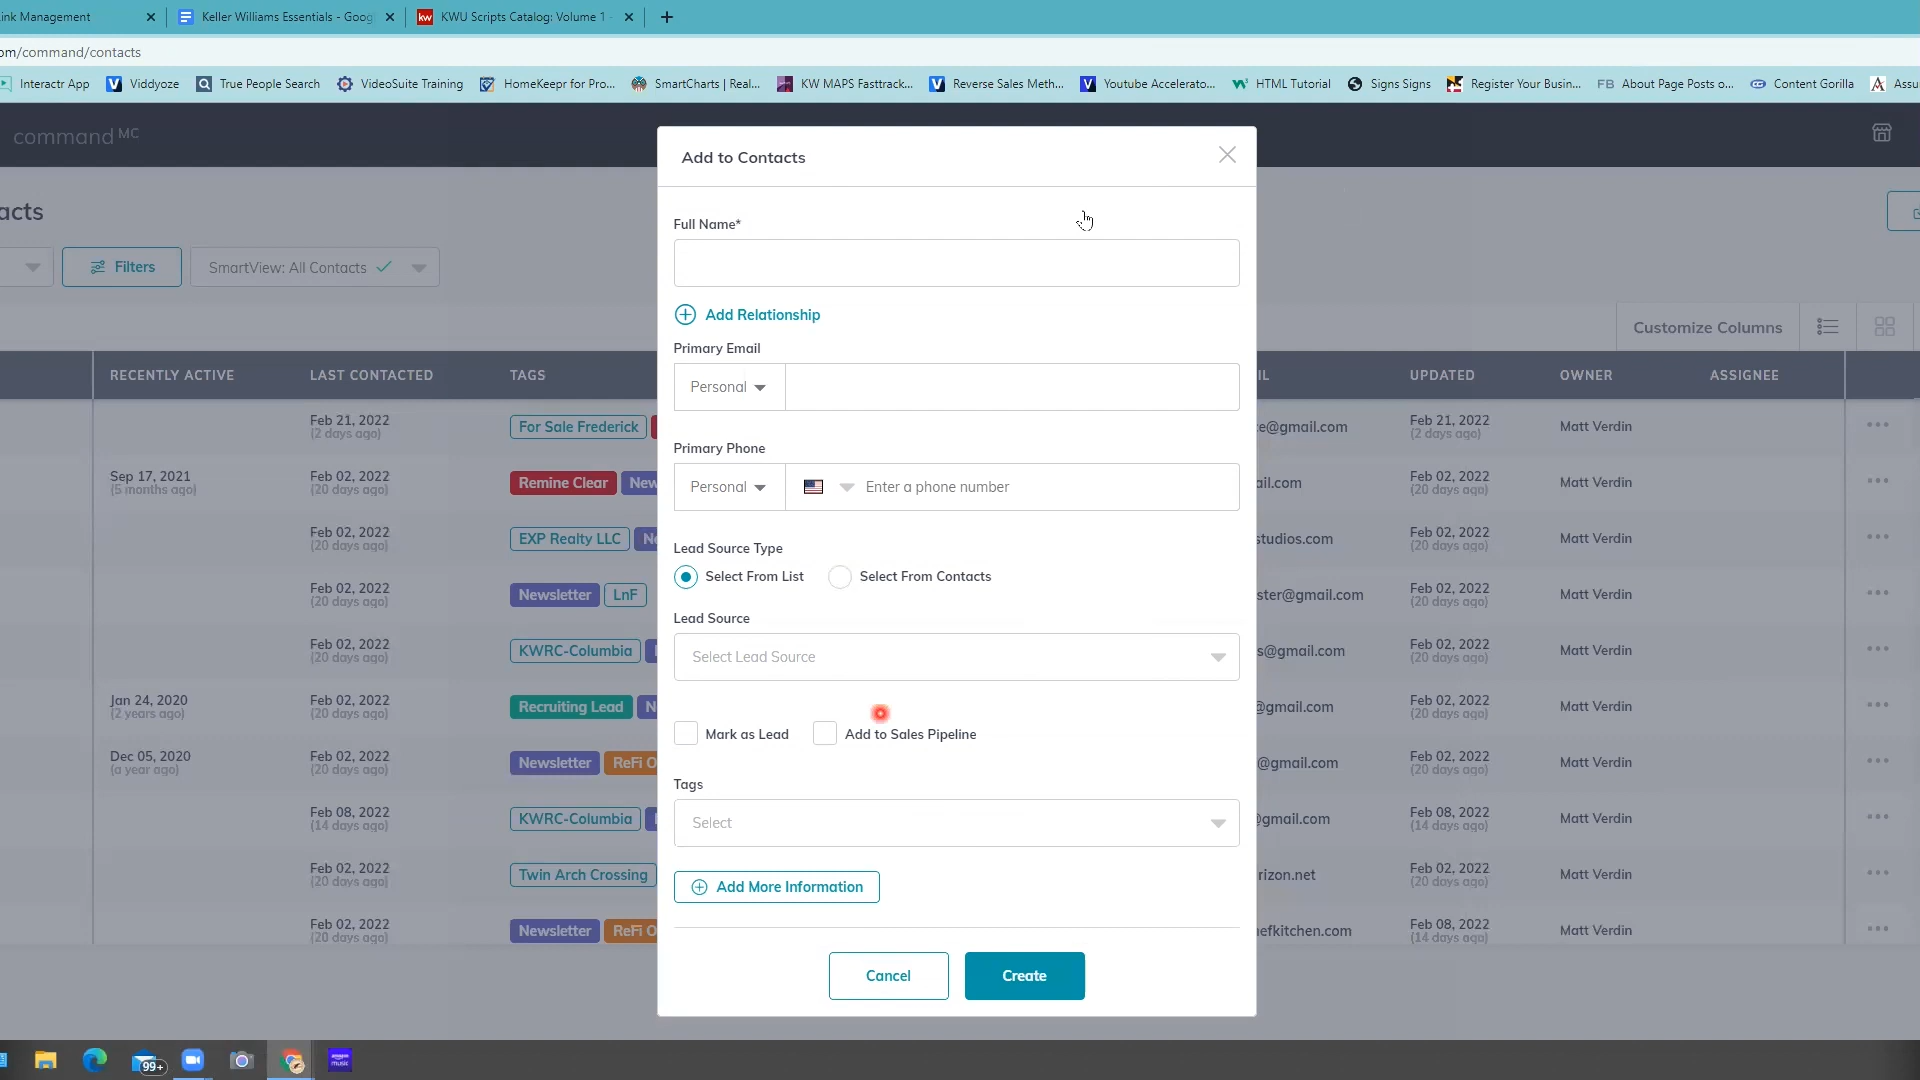 ink Management
Keller Williams Essentials - Goog
kw KWU Scripts Catalog: Volume 1 -
om/command/contacts
Interactr App
Viddyoze
True People Search
VideoSuite Training
HomeKeepr for Pro...
SmartCharts | Real...
KW MAPS Fasttrack...
Reverse Sales Meth...
Youtube Accelerato...
HTML Tutorial
Signs Signs
Register Your Busin...
FB About Page Posts o...
Content Gorilla
Assu
command MC
acts
Filters
SmartView: All Contacts
Customize Columns
RECENTLY ACTIVE LAST CONTACTED TAGS IL UPDATED OWNER ASSIGNEE
Feb 21, 2022 For Sale Frederick e@gmail.com Feb 21, 2022 Matt Verdin
(2 days ago) (2 days ago)
Sep 17, 2021 Feb 02, 2022 Remine Clear New ail.com Feb 02, 2022 Matt Verdin
(5 months ago) (20 days ago) (20 days ago)
Feb 02, 2022 EXP Realty LLC Ne studios.com Feb 02, 2022 Matt Verdin
(20 days ago) (20 days ago)
Feb 02, 2022 Newsletter LnF ster@gmail.com Feb 02, 2022 Matt Verdin
(20 days ago) (20 days ago)
Feb 02, 2022 KWRC-Columbia s@gmail.com Feb 02, 2022 Matt Verdin
(20 days ago) (20 days ago)
Jan 24, 2020 Feb 02, 2022 Recruiting Lead N @gmail.com Feb 02, 2022 Matt Verdin
(2 years ago) (20 days ago) (20 days ago)
Dec 05, 2020 Feb 02, 2022 Newsletter ReFi O @gmail.com Feb 02, 2022 Matt Verdin
(a year ago) (20 days ago) (20 days ago)
Feb 08, 2022 KWRC-Columbia @gmail.com Feb 08, 2022 Matt Verdin
(14 days ago) (14 days ago)
Feb 02, 2022 Twin Arch Crossing rizon.net Feb 02, 2022 Matt Verdin
(20 days ago) (20 days ago)
Feb 02, 2022 Newsletter ReFi O efkitchen.com Feb 08, 2022 Matt Verdin
(20 days ago) (14 days ago)
Add to Contacts
Full Name*
Add Relationship
Primary Email
Personal
Primary Phone
Personal Enter a phone number
Lead Source Type
Select From List Select From Contacts
Lead Source
Select Lead Source
Mark as Lead Add to Sales Pipeline
Tags
Select
Add More Information
Cancel Create
99+
amazon
music